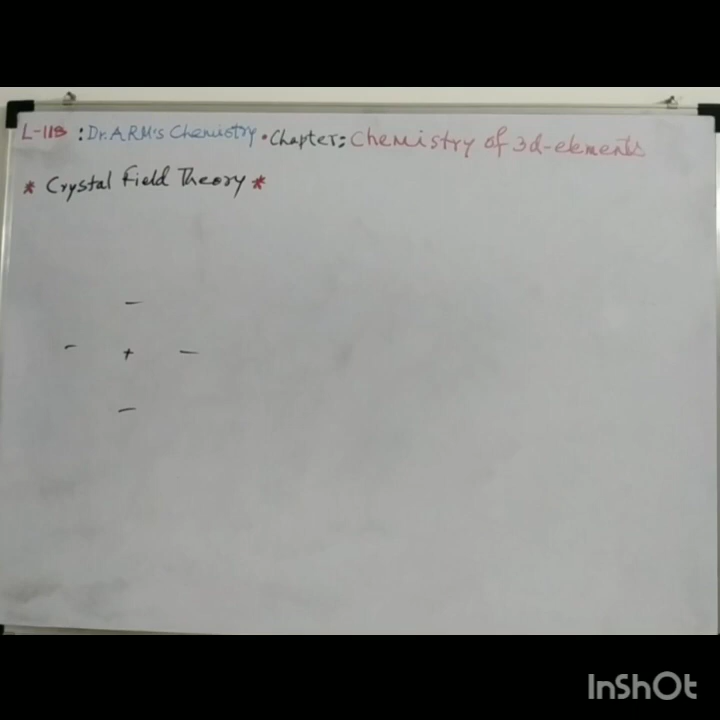 L-118 : Dr. ARM's Chemistry • Chapter: Chemistry of 3d-elements
* Crystal Field Theory *
–
– + –
–
InShOt